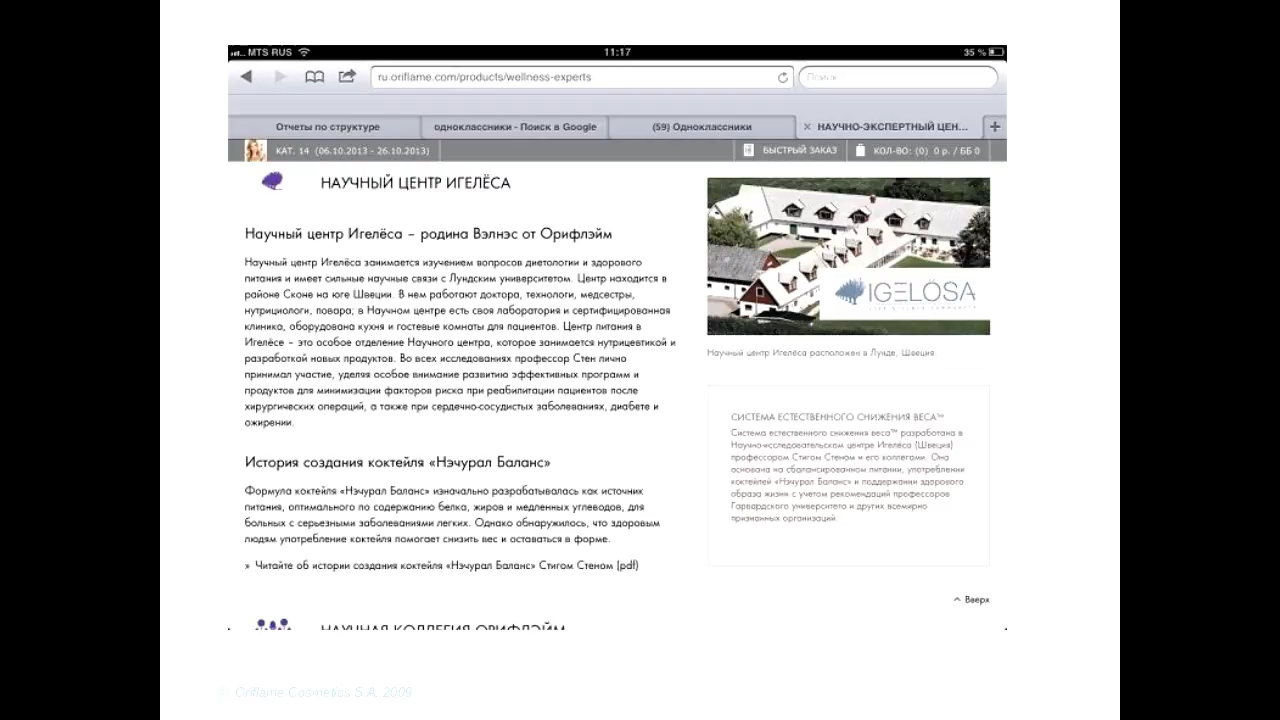 MTS RUS
11:17
35 %
ru.oriflame.com/products/wellness-experts
Поиск
Отчеты по структуре
одноклассники - Поиск в Google
(59) Одноклассники
НАУЧНО-ЭКСПЕРТНЫЙ ЦЕН...
КАТ. 14 (06.10.2013 - 26.10.2013)
БЫСТРЫЙ ЗАКАЗ
КОЛ-ВО: (0) 0 р. / ББ 0
НАУЧНЫЙ ЦЕНТР ИГЕЛЁСА
Научный центр Игелёса – родина Вэлнэс от Орифлэйм
Научный центр Игелёса занимается изучением вопросов диетологии и здорового
питания и имеет сильные научные связи с Лундским университетом. Центр находится в
районе Сконе на юге Швеции. В нем работают доктора, технологи, медсестры,
нутрициологи, повара; в Научном центре есть своя лаборатория и сертифицированная
клиника, оборудована кухня и гостевые комнаты для пациентов. Центр питания в
Игелёсе – это особое отделение Научного центра, которое занимается нутрицевтикой и
разработкой новых продуктов. Во всех исследованиях профессор Стен лично
принимал участие, уделяя особое внимание развитию эффективных программ и
продуктов для минимизации факторов риска при реабилитации пациентов после
хирургических операций, а также при сердечно-сосудистых заболеваниях, диабете и
ожирении.
История создания коктейля «Нэчурал Баланс»
Формула коктейля «Нэчурал Баланс» изначально разрабатывалась как источник
питания, оптимального по содержанию белка, жиров и медленных углеводов, для
больных с серьезными заболеваниями легких. Однако обнаружилось, что здоровым
людям употребление коктейля помогает снизить вес и оставаться в форме.
» Читайте об истории создания коктейля «Нэчурал Баланс» Стигом Стеном (pdf)
НАУЧНАЯ КОЛЛЕГИЯ ОРИФЛЭЙМ
IGELÖSA
Научный центр Игелёса расположен в Лунде, Швеция
СИСТЕМА ЕСТЕСТВЕННОГО СНИЖЕНИЯ ВЕСА™
Система естественного снижения веса™ разработана в
Научно-исследовательском центре Игелёса (Швеция)
профессором Стигом Стеном и его коллегами. Она
основана на сбалансированном питании, употреблении
коктейлей «Нэчурал Баланс» и поддержании здорового
образа жизни с учетом рекомендаций профессоров
Гарвардского университета и других всемирно
признанных организаций.
^ Вверх
© Oriflame Cosmetics S.A, 2009